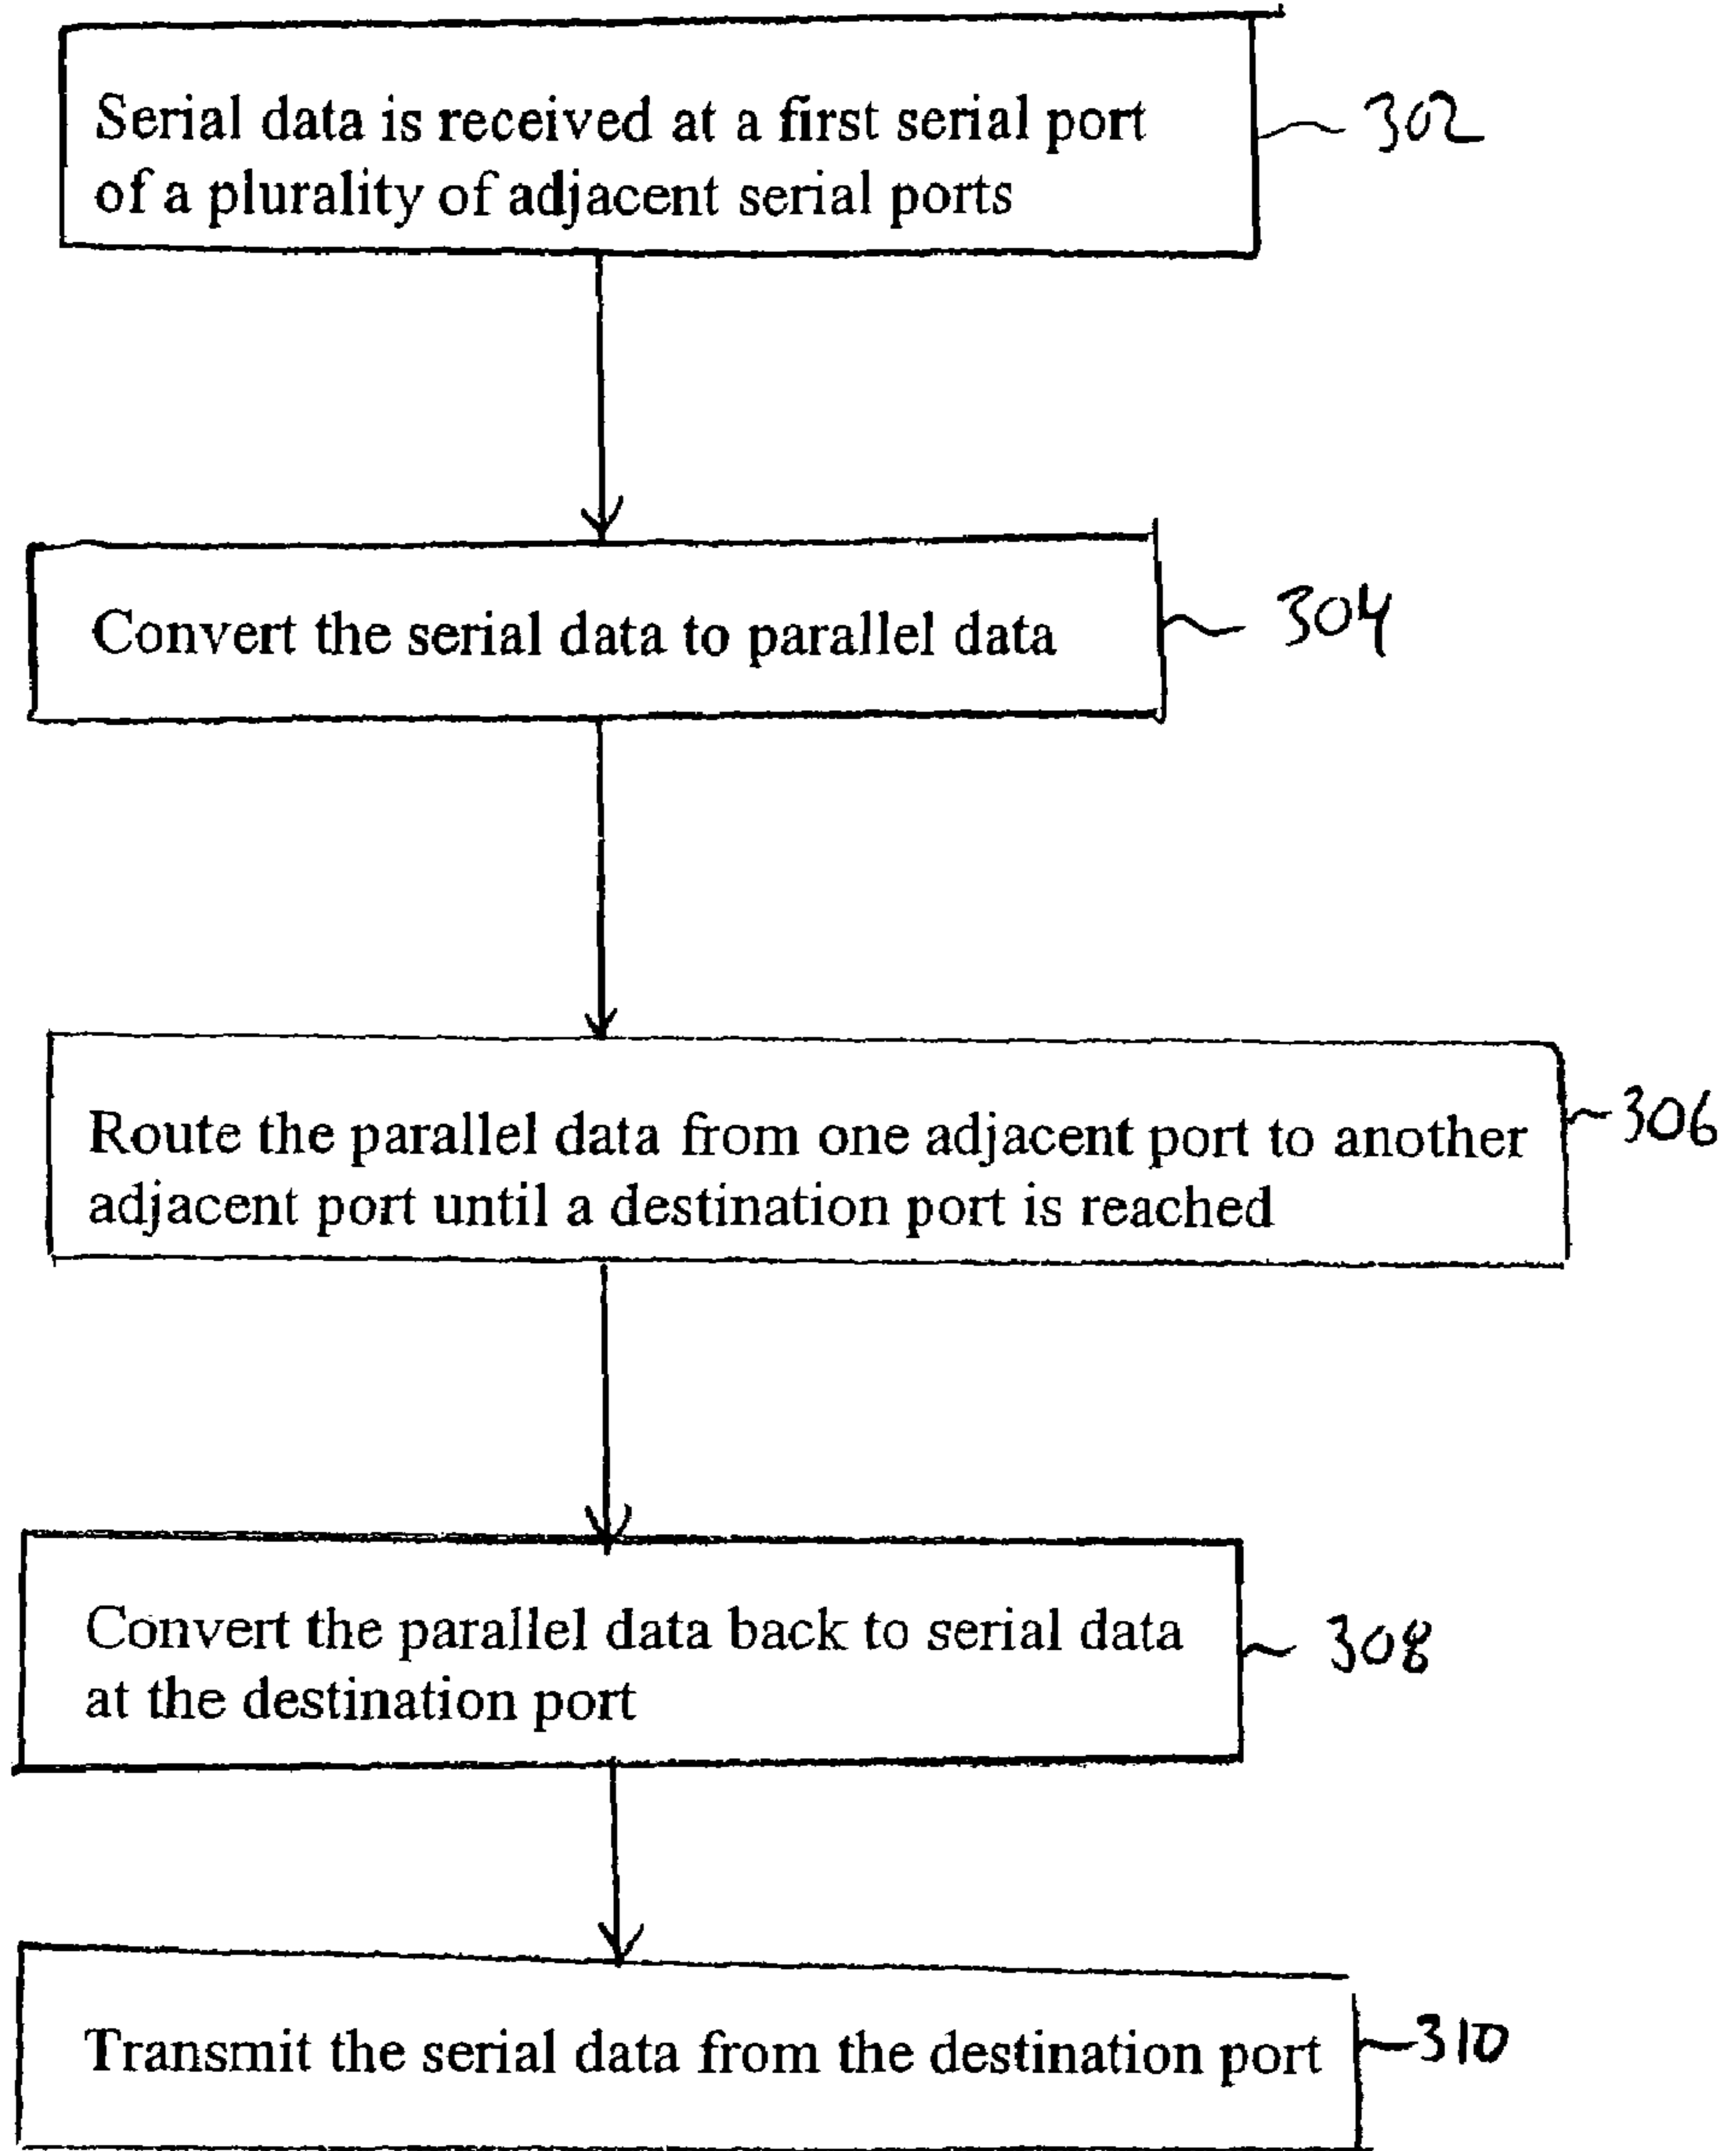 Serial data is received at a first serial port
of a plurality of adjacent serial ports
302
Convert the serial data to parallel data
304
Route the parallel data from one adjacent port to another
adjacent port until a destination port is reached
306
Convert the parallel data back to serial data
at the destination port
308
Transmit the serial data from the destination port
310